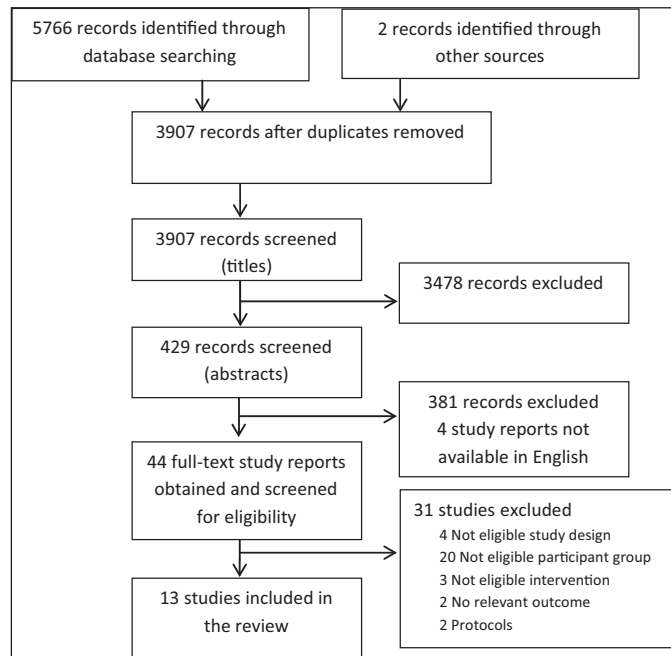 5766 records identified through
database searching
2 records identified through
other sources
3907 records after duplicates removed
3907 records screened
(titles)
3478 records excluded
429 records screened
(abstracts)
381 records excluded
4 study reports not
available in English
44 full-text study reports
obtained and screened
for eligibility
31 studies excluded
4 Not eligible study design
20 Not eligible participant group
3 Not eligible intervention
2 No relevant outcome
2 Protocols
13 studies included in
the review